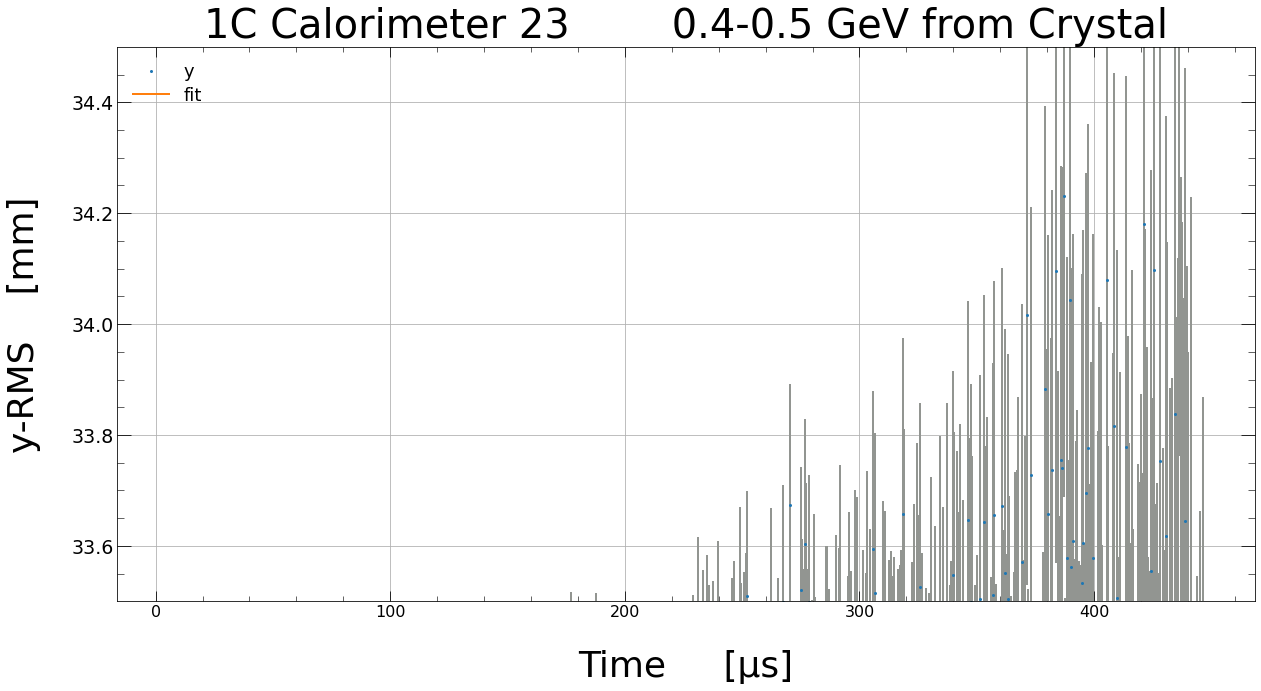 1C Calorimeter 23 0.4-0.5 GeV from Crystal
y
fit
34.4
34.2
34.0
33.8
33.6
y-RMS [mm]
0 100 200 300 400
Time [µs]